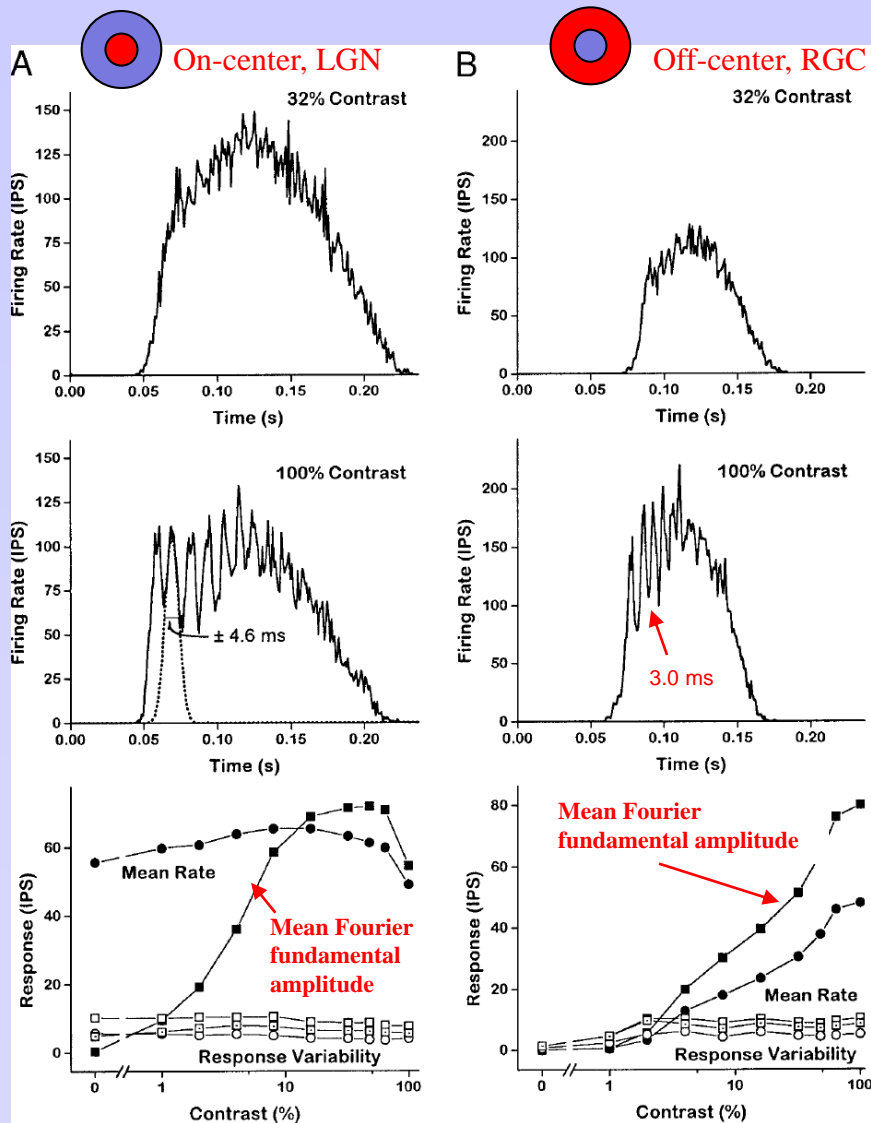 A
On-center, LGN
B
Off-center, RGC
32% Contrast
Firing Rate (IPS)
150
125
100
75
50
25
0
0.00
0.05
0.10
0.15
0.20
Time (s)
32% Contrast
Firing Rate (IPS)
200
150
100
50
0
0.00
0.05
0.10
0.15
0.20
Time (s)
100% Contrast
Firing Rate (IPS)
150
125
100
75
50
25
0
± 4.6 ms
0.00
0.05
0.10
0.15
0.20
Time (s)
100% Contrast
Firing Rate (IPS)
200
150
100
50
0
3.0 ms
0.00
0.05
0.10
0.15
0.20
Time (s)
Response (IPS)
60
40
20
0
Mean Rate
Mean Fourier
fundamental
amplitude
Response Variability
0
1
10
100
Contrast (%)
Response (IPS)
80
60
40
20
0
Mean Fourier
fundamental amplitude
Mean Rate
Response Variability
0
1
10
100
Contrast (%)